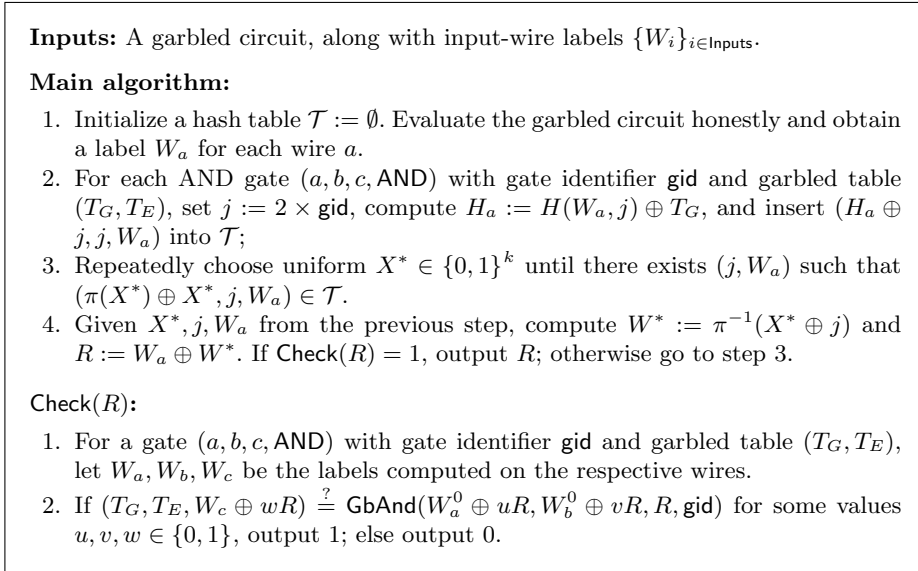 Inputs: A garbled circuit, along with input-wire labels {W_i}_{i∈Inputs}.
Main algorithm:
1. Initialize a hash table 𝒯 := ∅. Evaluate the garbled circuit honestly and obtain
a label W_a for each wire a.
2. For each AND gate (a, b, c, AND) with gate identifier gid and garbled table
(T_G, T_E), set j := 2 × gid, compute H_a := H(W_a, j) ⊕ T_G, and insert (H_a ⊕
j, j, W_a) into 𝒯;
3. Repeatedly choose uniform X* ∈ {0, 1}^k until there exists (j, W_a) such that
(π(X*) ⊕ X*, j, W_a) ∈ 𝒯.
4. Given X*, j, W_a from the previous step, compute W* := π^{-1}(X* ⊕ j) and
R := W_a ⊕ W*. If Check(R) = 1, output R; otherwise go to step 3.
Check(R):
1. For a gate (a, b, c, AND) with gate identifier gid and garbled table (T_G, T_E),
let W_a, W_b, W_c be the labels computed on the respective wires.
2. If (T_G, T_E, W_c ⊕ wR) ≟ GbAnd(W_a^0 ⊕ uR, W_b^0 ⊕ vR, R, gid) for some values
u, v, w ∈ {0, 1}, output 1; else output 0.